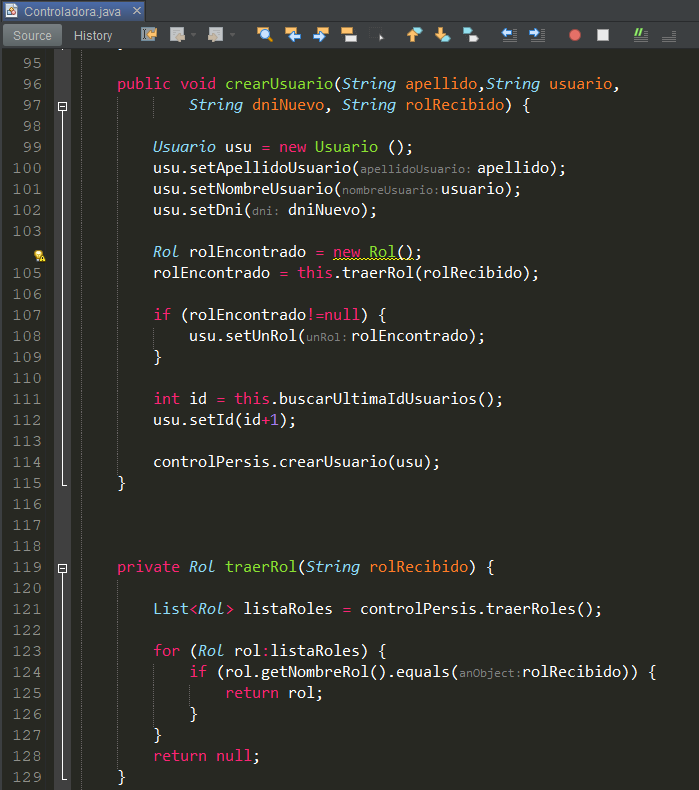 Controladora.java
Source History
95
96 public void crearUsuario(String apellido,String usuario,
97 String dniNuevo, String rolRecibido) {
98
99 Usuario usu = new Usuario ();
100 usu.setApellidoUsuario(apellidoUsuario: apellido);
101 usu.setNombreUsuario(nombreUsuario:usuario);
102 usu.setDni(dni: dniNuevo);
103
Rol rolEncontrado = new Rol();
105 rolEncontrado = this.traerRol(rolRecibido);
106
107 if (rolEncontrado!=null) {
108 usu.setUnRol(unRol:rolEncontrado);
109 }
110
111 int id = this.buscarUltimaIdUsuarios();
112 usu.setId(id+1);
113
114 controlPersis.crearUsuario(usu);
115 }
116
117
118
119 private Rol traerRol(String rolRecibido) {
120
121 List<Rol> listaRoles = controlPersis.traerRoles();
122
123 for (Rol rol:listaRoles) {
124 if (rol.getNombreRol().equals(anObject:rolRecibido)) {
125 return rol;
126 }
127 }
128 return null;
129 }